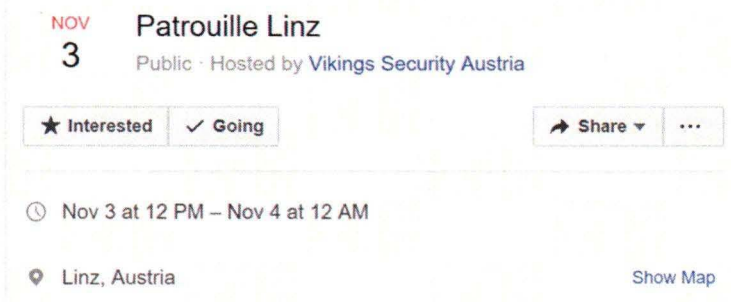 NOV
3
Patrouille Linz
Public · Hosted by Vikings Security Austria
★ Interested ✓ Going
Share ▾ ···
Nov 3 at 12 PM – Nov 4 at 12 AM
Linz, Austria Show Map